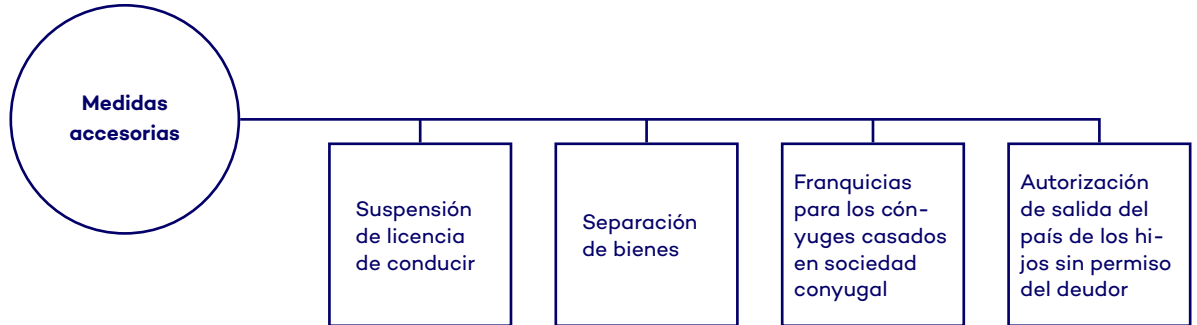 Medidas
accesorias
Suspensión
de licencia
de conducir
Separación
de bienes
Franquicias
para los cón-
yuges casados
en sociedad
conyugal
Autorización
de salida del
país de los hi-
jos sin permiso
del deudor